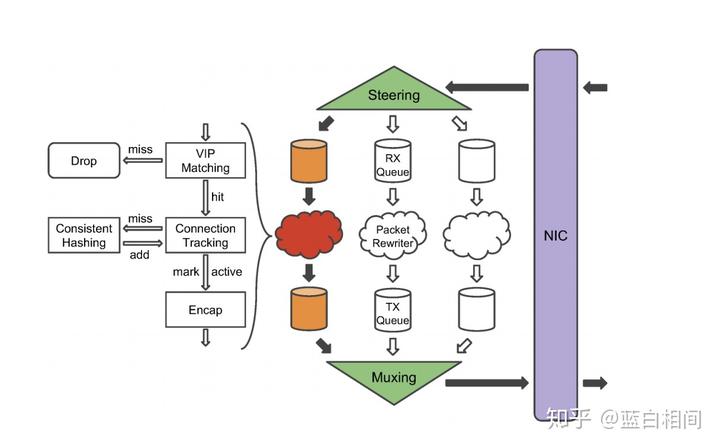 Steering
NIC
VIP
Matching
miss
Drop
hit
RX
Queue
Connection
Tracking
miss
add
Consistent
Hashing
Packet
Rewriter
mark
active
Encap
TX
Queue
Muxing
知乎 @蓝白相间